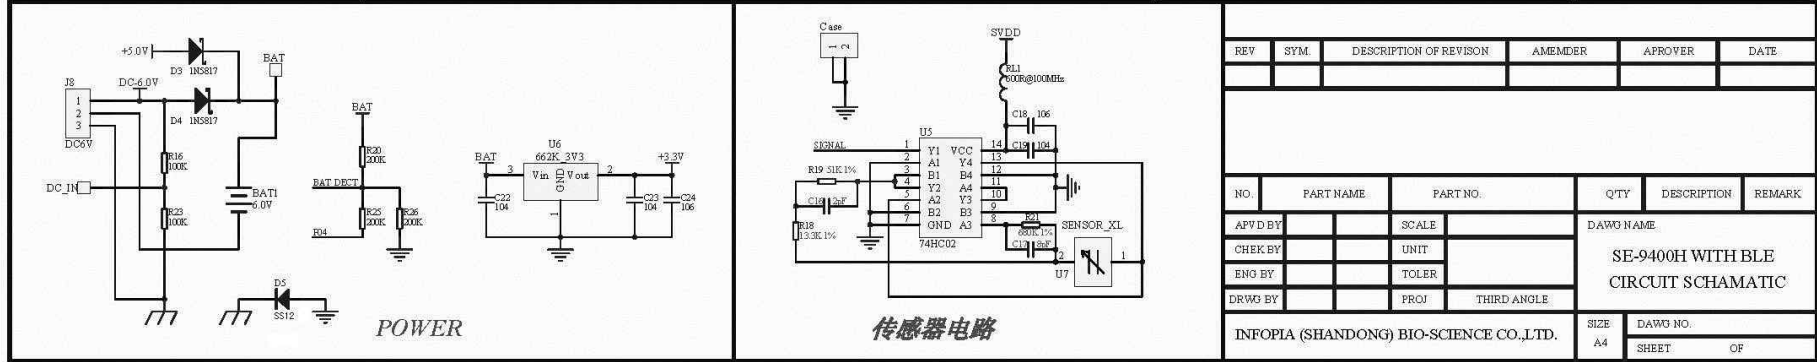 +5.0V
D3 1N5817
BAT
J8
DC-6.0V
1
2
3
DC6V
D4 1N5817
R16
100K
DC_IN
R23
100K
BAT1
6.0V
D5
SS12
BAT
R20
200K
BAT DECT
R25
200K
R26
200K
P.04
U6
662K_3V3
BAT
3
Vin
GND
Vout
2
+3.3V
1
C22
104
C23
104
C24
106
POWER
Case
1
2
SVDD
RL1
600R@100MHz
C18 106
C19 104
U5
SIGNAL
1 Y1 VCC 14
2 A1 Y4 13
3 B1 B4 12
4 Y2 A4 11
5 A2 Y3 10
6 B2 B3 9
7 GND A3 8
74HC02
R19 51K 1%
C16 2pF
R18
13.3K 1%
R21
680K 1%
C17 8pF
SENSOR_XL
2
1
U7
传感器电路
REV SYM. DESCRIPTION OF REVISON AMEMDER APROVER DATE
NO. PART NAME PART NO. Q'TY DESCRIPTION REMARK
APVD BY SCALE DAWG NAME
CHEK BY UNIT
ENG BY TOLER
DRWG BY PROJ THIRD ANGLE
SE-9400H WITH BLE
CIRCUIT SCHAMATIC
INFOPIA (SHANDONG) BIO-SCIENCE CO.,LTD.
SIZE
A4
DAWG NO.
SHEET OF